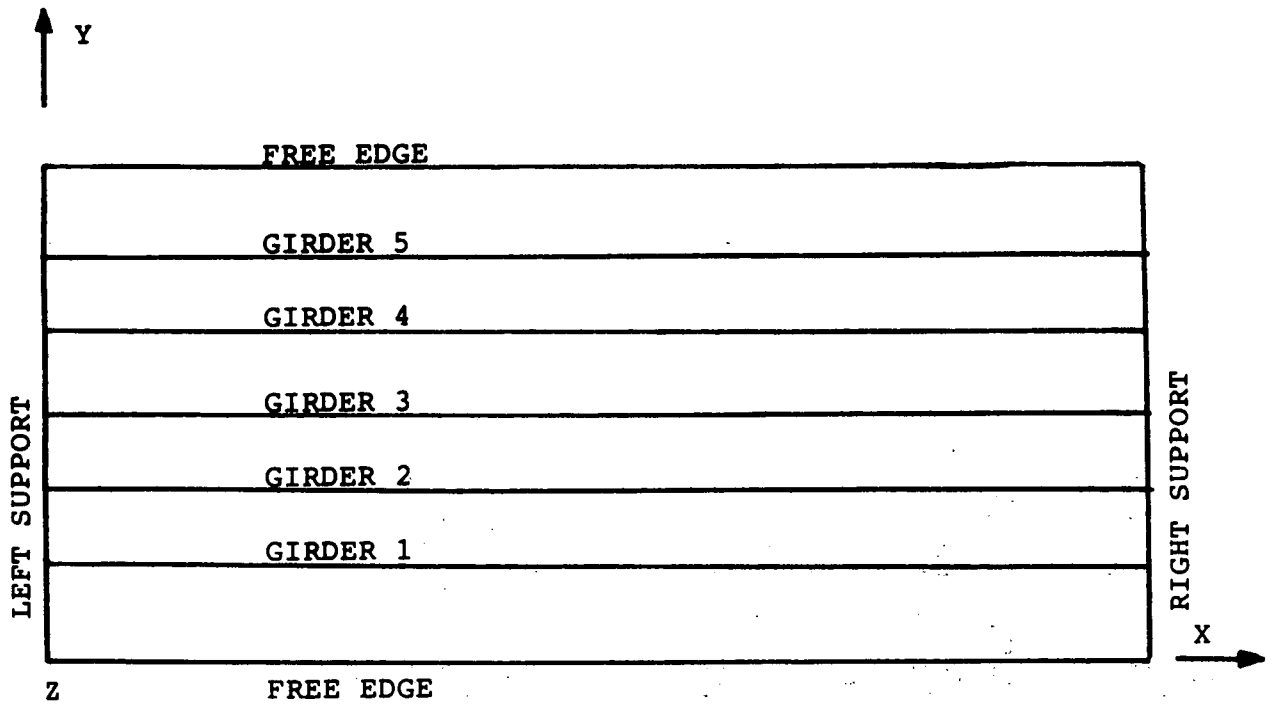 Y
FREE EDGE
GIRDER 5
GIRDER 4
GIRDER 3
GIRDER 2
GIRDER 1
LEFT SUPPORT
RIGHT SUPPORT
X
Z
FREE EDGE